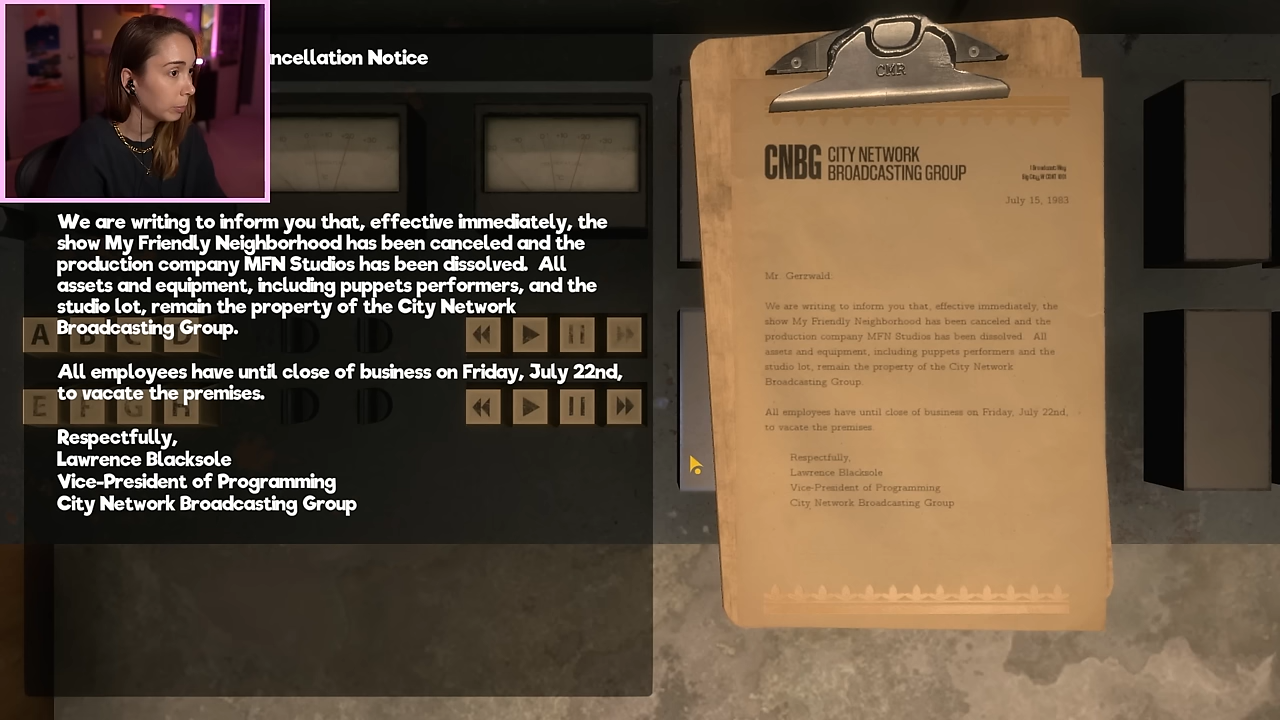 ncellation Notice
We are writing to inform you that, effective immediately, the
show My Friendly Neighborhood has been canceled and the
production company MFN Studios has been dissolved.  All
assets and equipment, including puppets performers, and the
studio lot, remain the property of the City Network
Broadcasting Group.
All employees have until close of business on Friday, July 22nd,
to vacate the premises.
Respectfully,
Lawrence Blacksole
Vice-President of Programming
City Network Broadcasting Group
A B C D
E F G H
CMR
CNBG CITY NETWORK
BROADCASTING GROUP
July 15, 1983
Mr. Gerzwald:
We are writing to inform you that, effective immediately, the
show My Friendly Neighborhood has been canceled and the
production company MFN Studios has been dissolved.  All
assets and equipment, including puppets performers and the
studio lot, remain the property of the City Network
Broadcasting Group.
All employees have until close of business on Friday, July 22nd,
to vacate the premises.
Respectfully,
Lawrence Blacksole
Vice-President of Programming
City Network Broadcasting Group